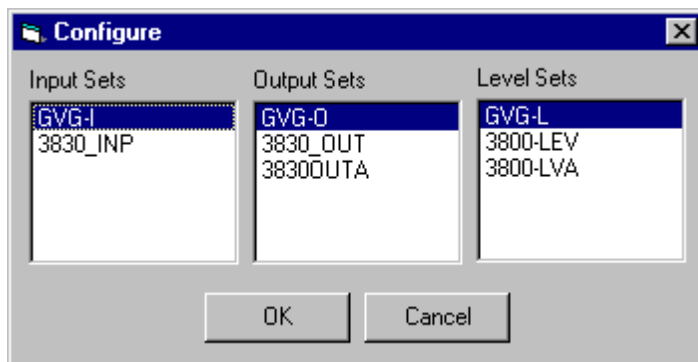 Configure
Input Sets
GVG-I
3830_INP
Output Sets
GVG-O
3830_OUT
3830OUTA
Level Sets
GVG-L
3800-LEV
3800-LVA
OK
Cancel